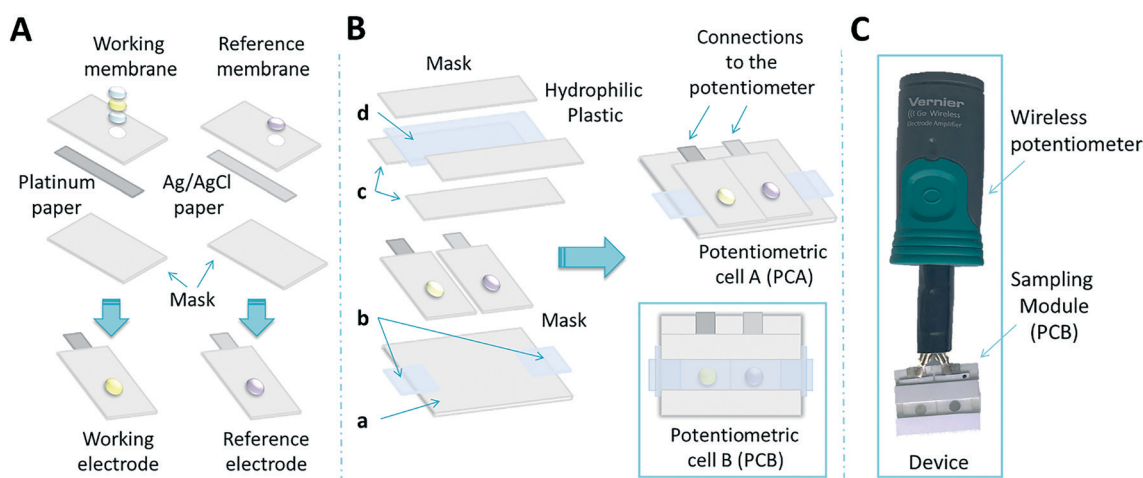 A
Working
membrane
Reference
membrane
Platinum
paper
Ag/AgCl
paper
Mask
Working
electrode
Reference
electrode
B
Mask
d
Hydrophilic
Plastic
c
b
Mask
a
Connections
to the
potentiometer
Potentiometric
cell A (PCA)
Potentiometric
cell B (PCB)
C
Vernier
Go Wireless
Electrode Amplifier
Wireless
potentiometer
Sampling
Module
(PCB)
Device